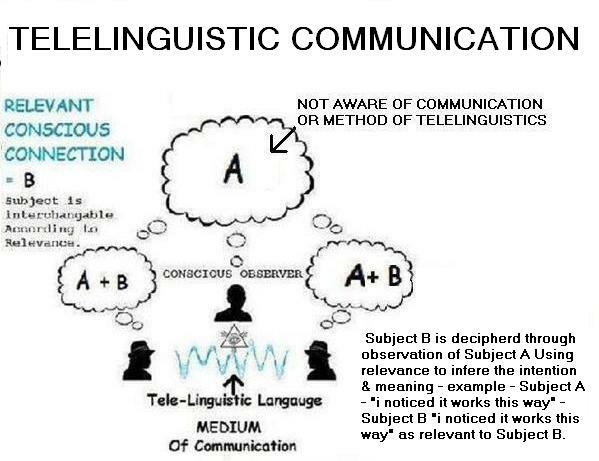 TELELINGUISTIC COMMUNICATION
RELEVANT
CONSCIOUS
CONNECTION
= B
Subject is
interchangable
According to
Relevance.
NOT AWARE OF COMMUNICATION
OR METHOD OF TELELINGUISTICS
A
A + B
CONSCIOUS OBSERVER
A+ B
Tele-Linguistic Langauge
MEDIUM
Of Communication
Subject B is decipherd through
observation of Subject A Using
relevance to infere the intention
& meaning - example - Subject A
- "i noticed it works this way" -
Subject B "i noticed it works this
way" as relevant to Subject B.